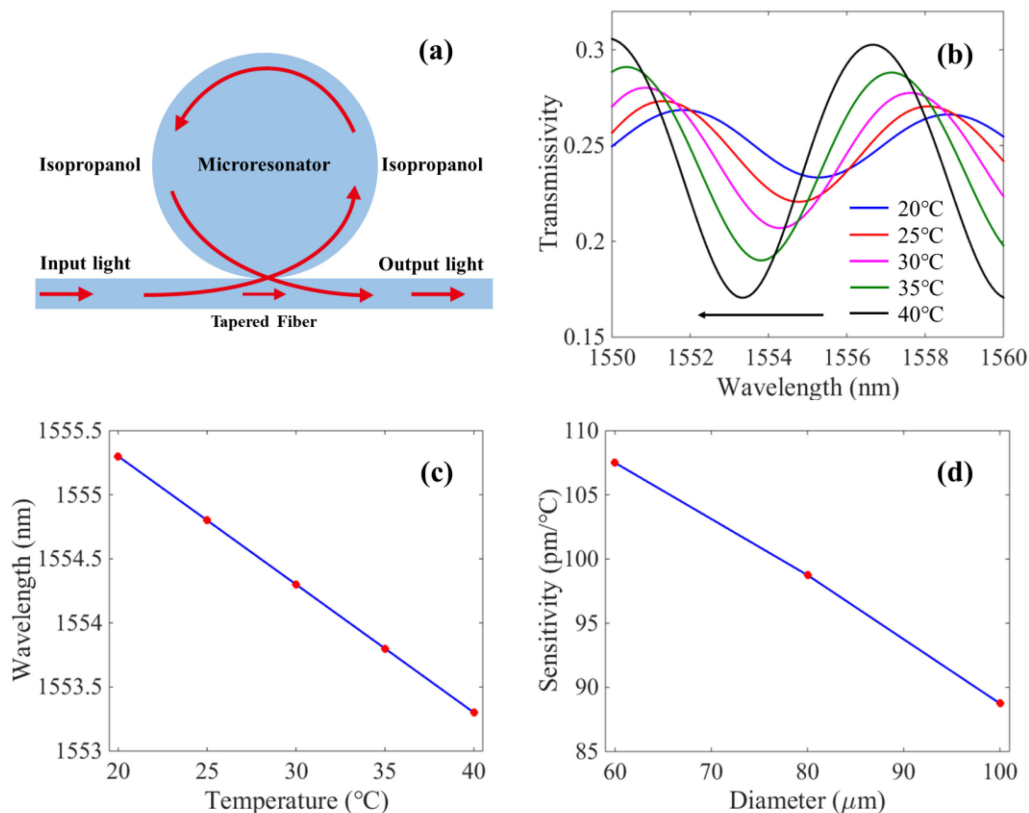 (a)
Isopropanol Microresonator Isopropanol
Input light Output light
Tapered Fiber
(b)
Transmissivity
0.3
0.25
0.2
0.15
20℃
25℃
30℃
35℃
40℃
1550 1552 1554 1556 1558 1560
Wavelength (nm)
(c)
Wavelength (nm)
1555.5
1555
1554.5
1554
1553.5
1553
20 25 30 35 40
Temperature (℃)
(d)
Sensitivity (pm/℃)
110
105
100
95
90
85
60 70 80 90 100
Diameter (μm)